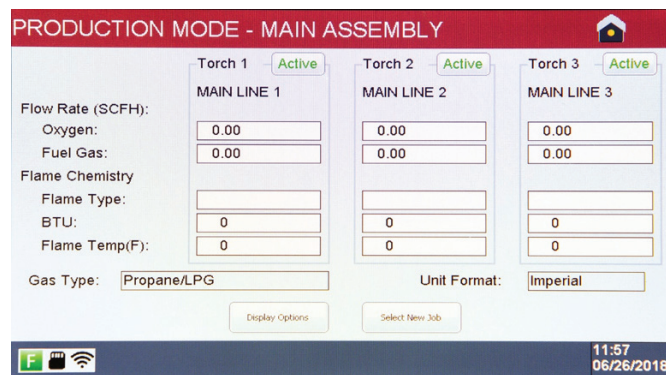 PRODUCTION MODE - MAIN ASSEMBLY
Torch 1 Active Torch 2 Active Torch 3 Active
MAIN LINE 1 MAIN LINE 2 MAIN LINE 3
Flow Rate (SCFH):
Oxygen: 0.00 0.00 0.00
Fuel Gas: 0.00 0.00 0.00
Flame Chemistry
Flame Type:
BTU: 0 0 0
Flame Temp(F): 0 0 0
Gas Type: Propane/LPG Unit Format: Imperial
Display Options Select New Job
F 11:57
06/26/2018